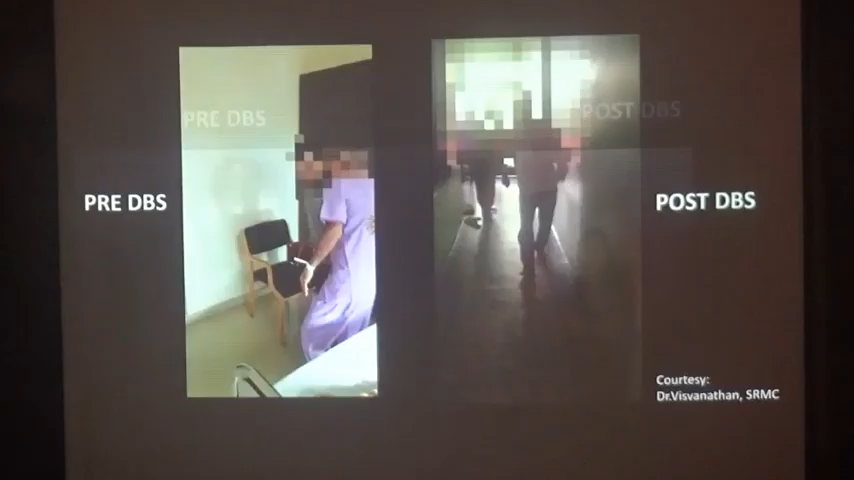 PRE DBS
POST DBS
PRE DBS
POST DBS
Courtesy:
Dr.Visvanathan, SRMC